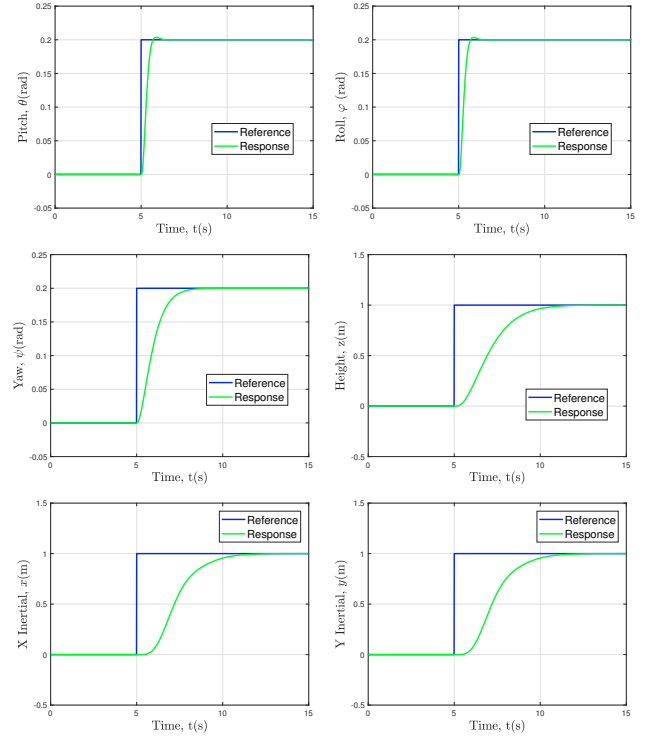 0.25
0.2
0.15
0.1
0.05
0
-0.05
Pitch, θ(rad)
Reference
Response
0 5 10 15
Time, t(s)
0.25
0.2
0.15
0.1
0.05
0
-0.05
Roll, φ (rad)
Reference
Response
0 5 10 15
Time, t(s)
0.25
0.2
0.15
0.1
0.05
0
-0.05
Yaw, ψ(rad)
Reference
Response
0 5 10 15
Time, t(s)
1.5
1
0.5
0
-0.5
Height, z(m)
Reference
Response
0 5 10 15
Time, t(s)
1.5
1
0.5
0
-0.5
X Inertial, x(m)
Reference
Response
0 5 10 15
Time, t(s)
1.5
1
0.5
0
-0.5
Y Inertial, y(m)
Reference
Response
0 5 10 15
Time, t(s)